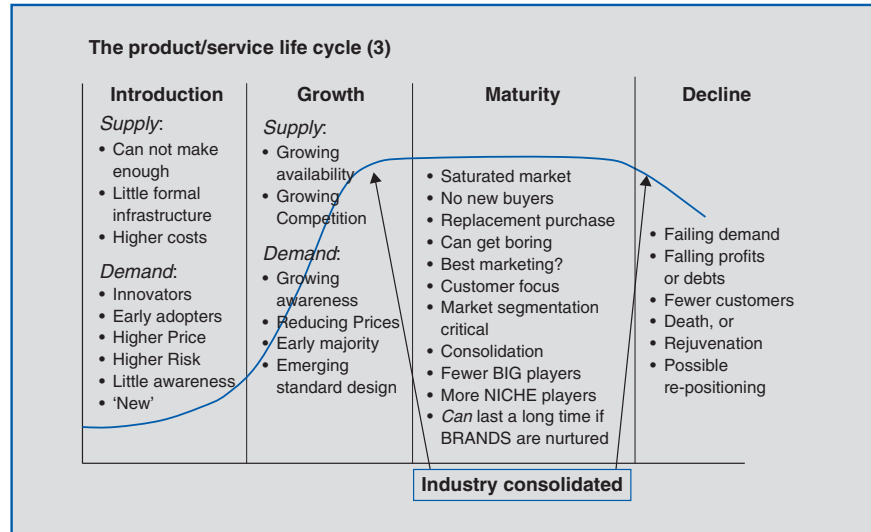 The product/service life cycle (3)
Introduction
Supply:
• Can not make
enough
• Little formal
infrastructure
• Higher costs
Demand:
• Innovators
• Early adopters
• Higher Price
• Higher Risk
• Little awareness
• ‘New’
Growth
Supply:
• Growing
availability
• Growing
Competition
Demand:
• Growing
awareness
• Reducing Prices
• Early majority
• Emerging
standard design
Maturity
• Saturated market
• No new buyers
• Replacement purchase
• Can get boring
• Best marketing?
• Customer focus
• Market segmentation
critical
• Consolidation
• Fewer BIG players
• More NICHE players
• Can last a long time if
BRANDS are nurtured
Decline
• Failing demand
• Falling profits
or debts
• Fewer customers
• Death, or
• Rejuvenation
• Possible
re-positioning
Industry consolidated